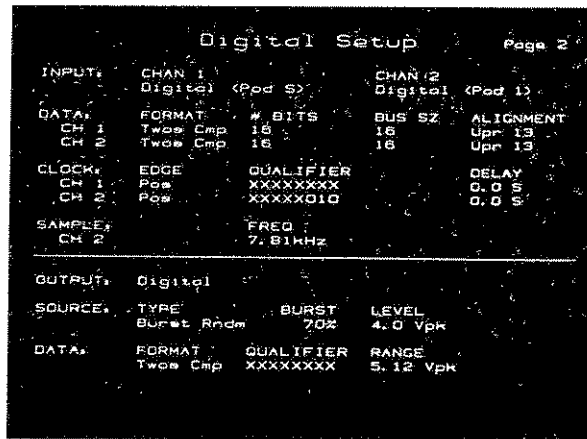 Digital Setup Page 2
INPUT: CHAN 1 CHAN 2
Digital <Pod S> Digital <Pod 1>
DATA: FORMAT # BITS BUS SZ ALIGNMENT
CH 1 Twos Cmp 16 16 Upr 13
CH 2 Twos Cmp 16 16 Upr 13
CLOCK: EDGE QUALIFIER DELAY
CH 1 Pos XXXXXXXX 0.0 S
CH 2 Pos XXXXX010 0.0 S
SAMPLE: FREQ
CH 2 7.81kHz
OUTPUT: Digital
SOURCE: TYPE BURST LEVEL
Burst Rndm 70% 4.0 Vpk
DATA: FORMAT QUALIFIER RANGE
Twos Cmp XXXXXXXX 5.12 Vpk